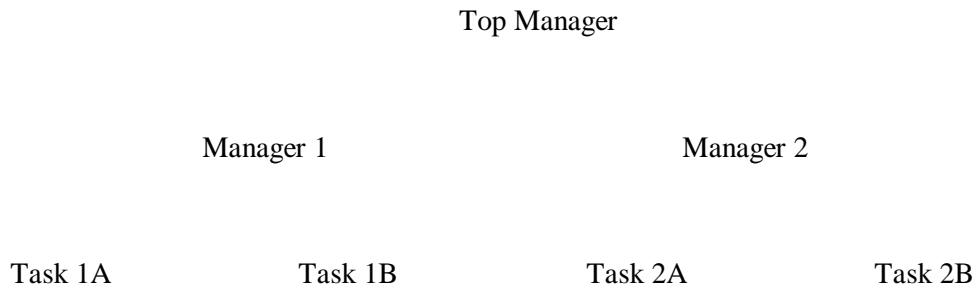 Top Manager
Manager 1 Manager 2
Task 1A Task 1B Task 2A Task 2B